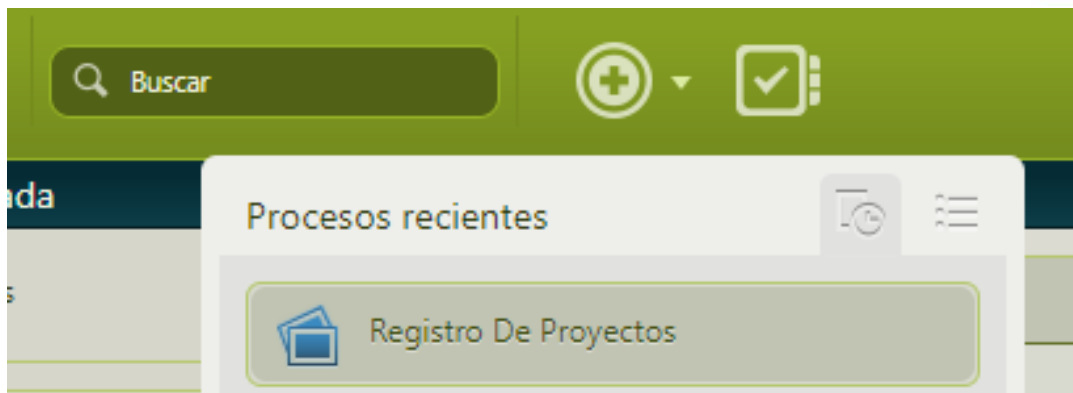 Buscar
ada
Procesos recientes
s
Registro De Proyectos